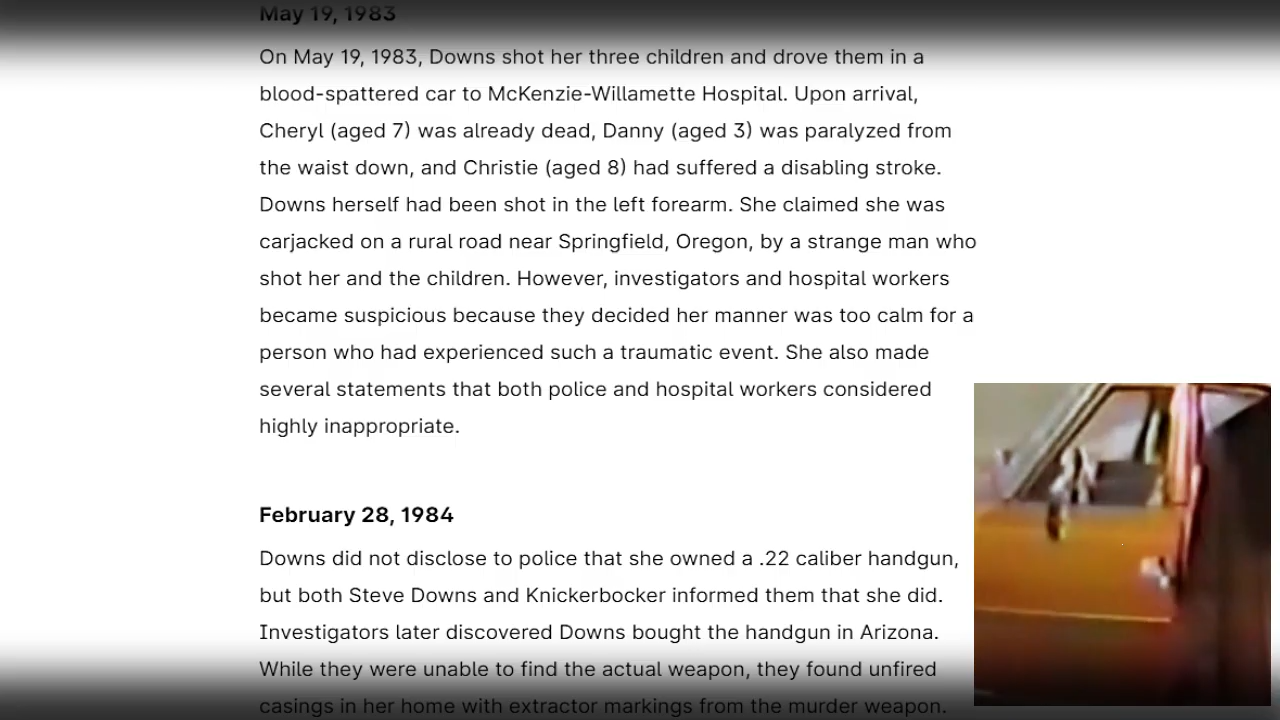 May 19, 1983
On May 19, 1983, Downs shot her three children and drove them in a
blood-spattered car to McKenzie-Willamette Hospital. Upon arrival,
Cheryl (aged 7) was already dead, Danny (aged 3) was paralyzed from
the waist down, and Christie (aged 8) had suffered a disabling stroke.
Downs herself had been shot in the left forearm. She claimed she was
carjacked on a rural road near Springfield, Oregon, by a strange man who
shot her and the children. However, investigators and hospital workers
became suspicious because they decided her manner was too calm for a
person who had experienced such a traumatic event. She also made
several statements that both police and hospital workers considered
highly inappropriate.
February 28, 1984
Downs did not disclose to police that she owned a .22 caliber handgun,
but both Steve Downs and Knickerbocker informed them that she did.
Investigators later discovered Downs bought the handgun in Arizona.
While they were unable to find the actual weapon, they found unfired
casings in her home with extractor markings from the murder weapon.